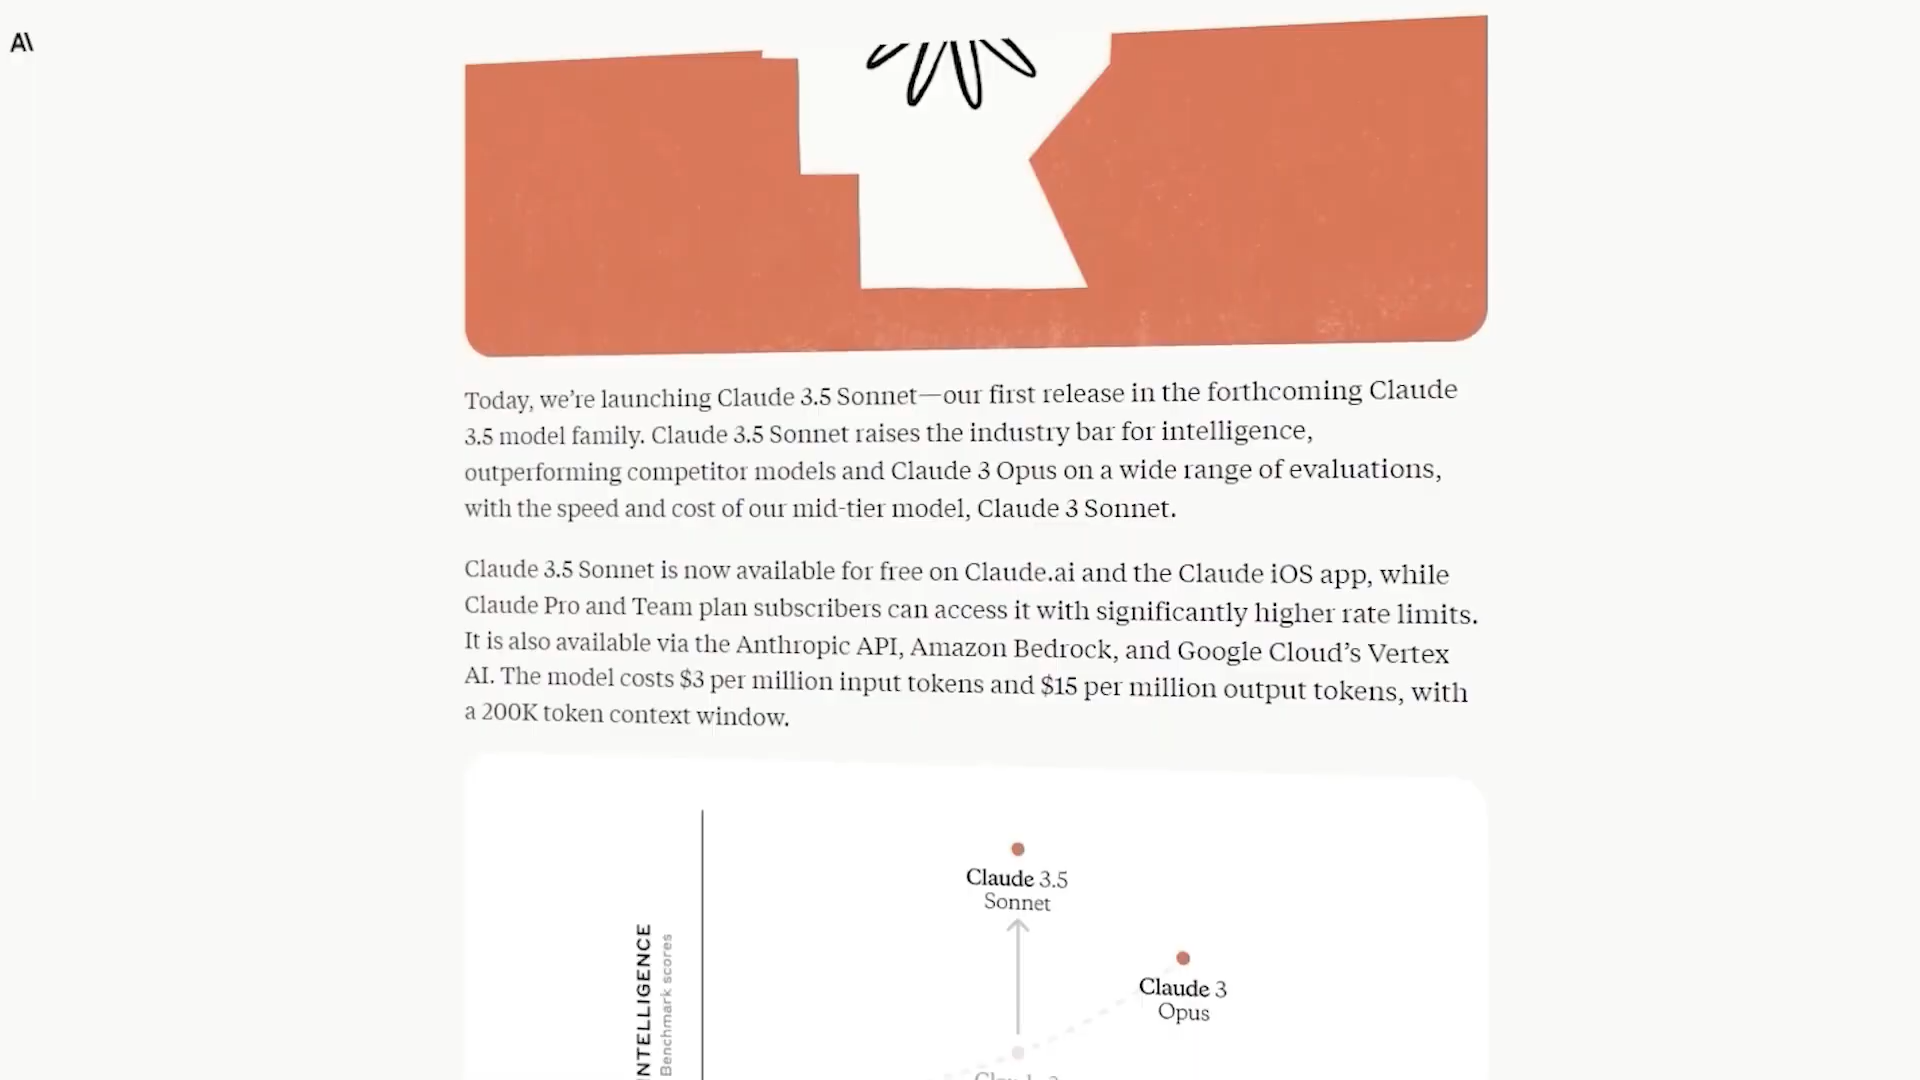 A\
Today, we're launching Claude 3.5 Sonnet—our first release in the forthcoming Claude
3.5 model family. Claude 3.5 Sonnet raises the industry bar for intelligence,
outperforming competitor models and Claude 3 Opus on a wide range of evaluations,
with the speed and cost of our mid-tier model, Claude 3 Sonnet.
Claude 3.5 Sonnet is now available for free on Claude.ai and the Claude iOS app, while
Claude Pro and Team plan subscribers can access it with significantly higher rate limits.
It is also available via the Anthropic API, Amazon Bedrock, and Google Cloud's Vertex
AI. The model costs $3 per million input tokens and $15 per million output tokens, with
a 200K token context window.
Claude 3.5
Sonnet
Claude 3
Opus
INTELLIGENCE
Benchmark scores